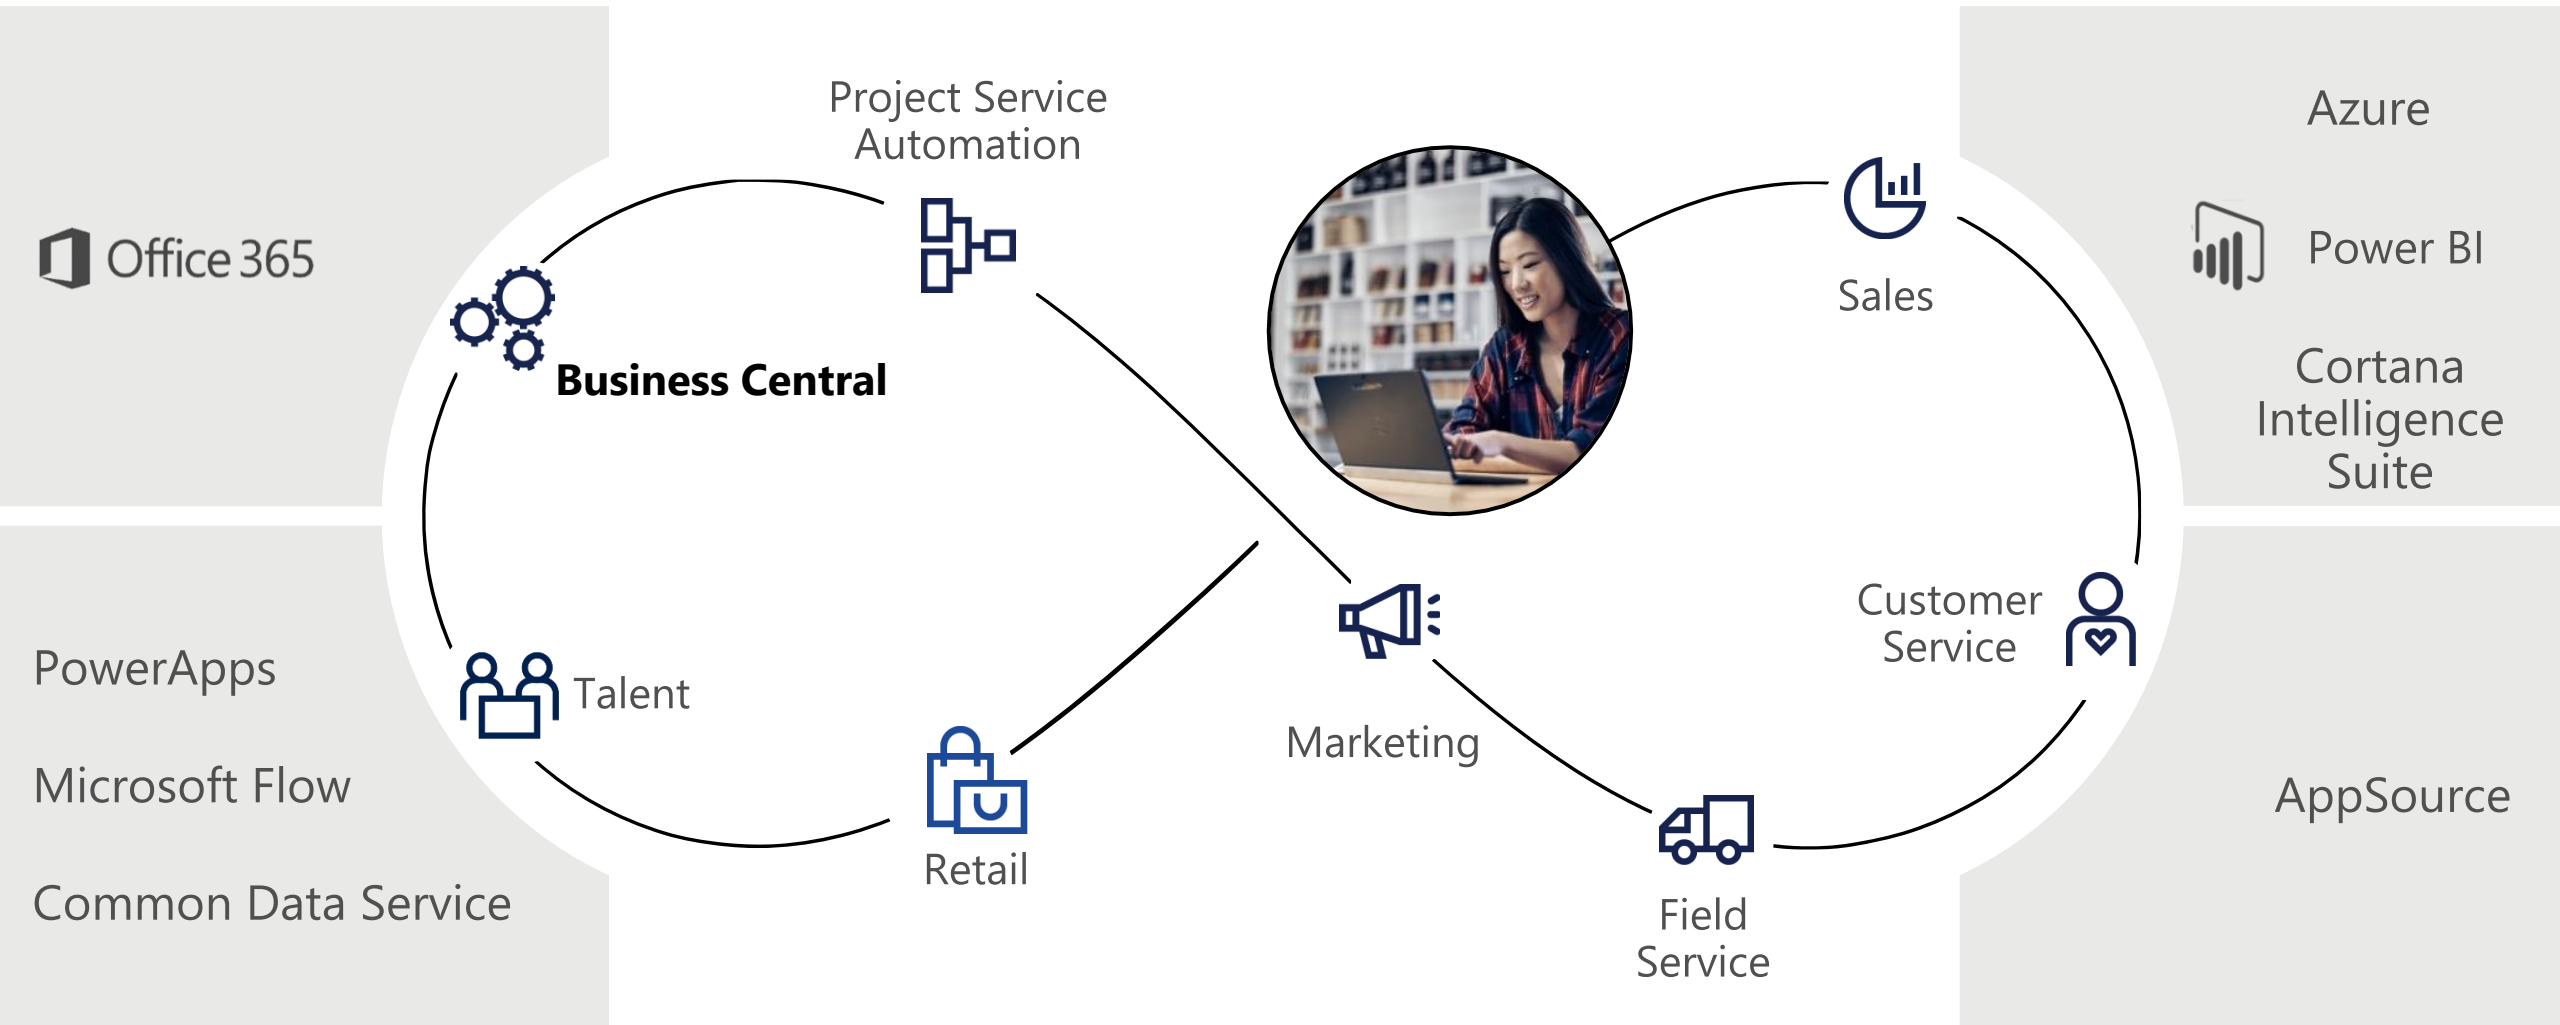 Office 365
PowerApps
Microsoft Flow
Common Data Service
Project Service
Automation
Business Central
Talent
Retail
Marketing
Sales
Customer
Service
Field
Service
Azure
Power BI
Cortana
Intelligence
Suite
AppSource